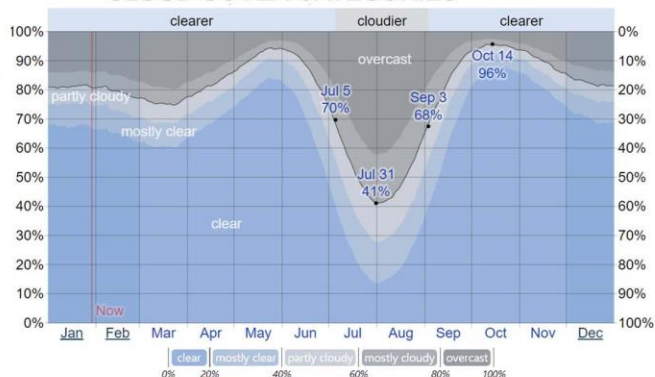 clearer cloudier clearer
100% 0%
90% 10%
80% 20%
70% 30%
60% 40%
50% 50%
40% 60%
30% 70%
20% 80%
10% 90%
0% 100%
overcast
Oct 14
96%
partly cloudy
Jul 5
70%
Sep 3
68%
mostly clear
Jul 31
41%
clear
Now
Jan Feb Mar Apr May Jun Jul Aug Sep Oct Nov Dec
clear mostly clear partly cloudy mostly cloudy overcast
0% 20% 40% 60% 80% 100%